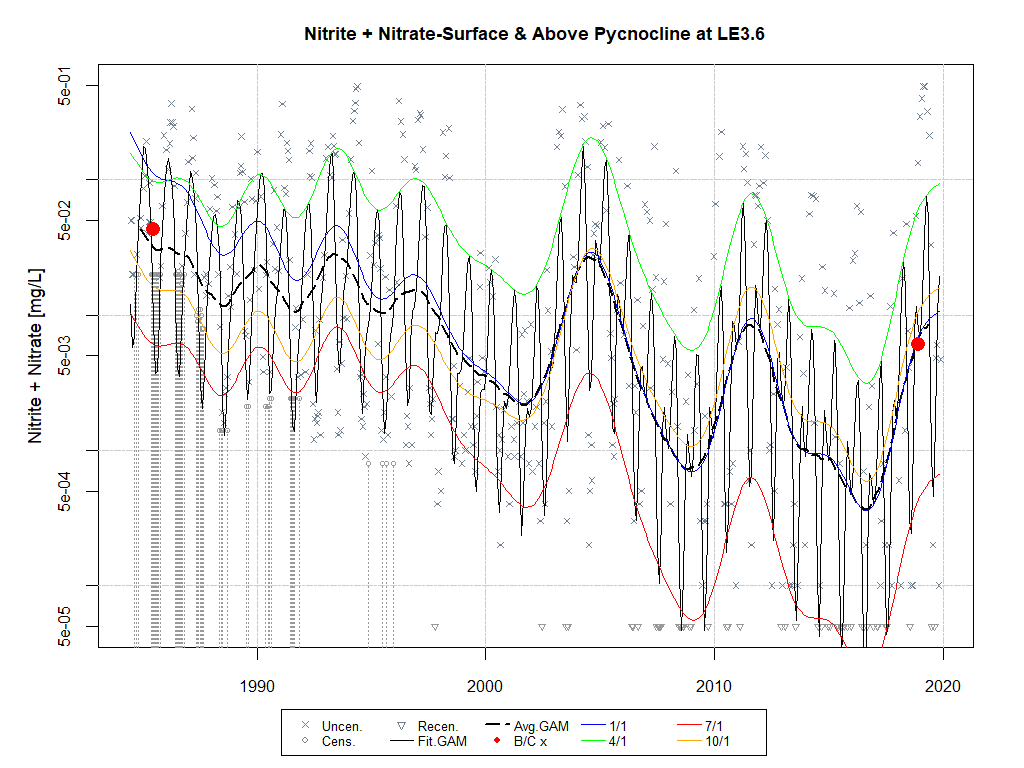 Nitrite + Nitrate-Surface & Above Pycnocline at LE3.6
Nitrite + Nitrate [mg/L]
5e-01
5e-02
5e-03
5e-04
5e-05
1990 2000 2010 2020
Uncen. Recen. Avg.GAM 1/1 7/1
Cens. Fit.GAM B/C x 4/1 10/1